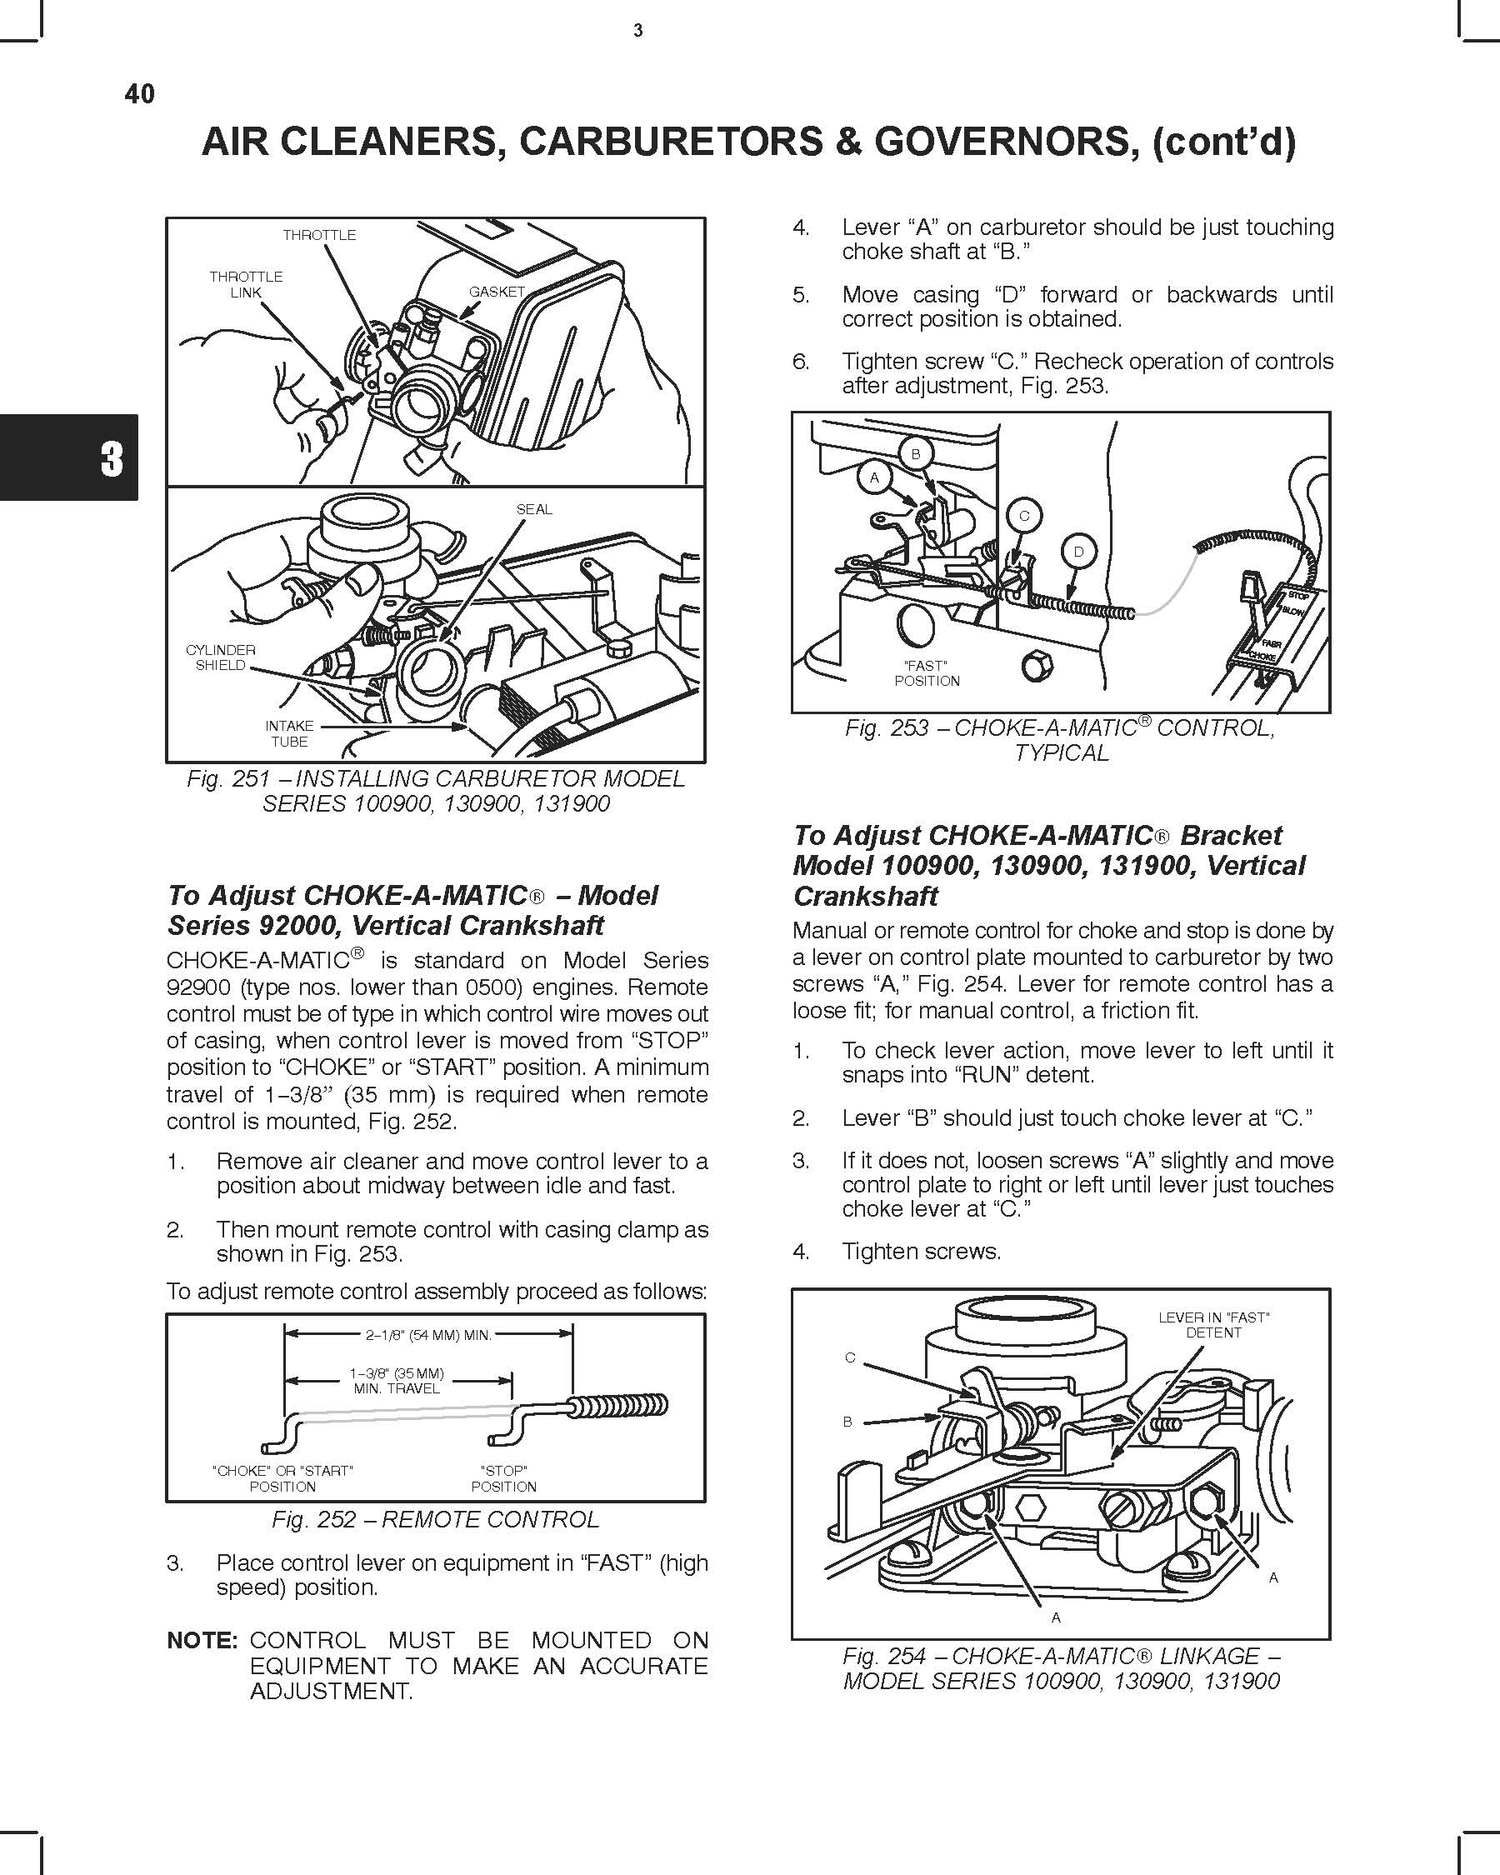 3
40
AIR CLEANERS, CARBURETORS & GOVERNORS, (cont’d)
THROTTLE
THROTTLE
LINK
GASKET
SEAL
CYLINDER
SHIELD
INTAKE
TUBE
Fig. 251 – INSTALLING CARBURETOR MODEL
SERIES 100900, 130900, 131900
3
To Adjust CHOKE-A-MATIC® – Model
Series 92000, Vertical Crankshaft
CHOKE-A-MATIC® is standard on Model Series
92900 (type nos. lower than 0500) engines. Remote
control must be of type in which control wire moves out
of casing, when control lever is moved from “STOP”
position to “CHOKE” or “START” position. A minimum
travel of 1–3/8” (35 mm) is required when remote
control is mounted, Fig. 252.
1. Remove air cleaner and move control lever to a
position about midway between idle and fast.
2. Then mount remote control with casing clamp as
shown in Fig. 253.
To adjust remote control assembly proceed as follows:
2–1/8" (54 MM) MIN.
1–3/8" (35 MM)
MIN. TRAVEL
"CHOKE" OR "START"
POSITION
"STOP"
POSITION
Fig. 252 – REMOTE CONTROL
3. Place control lever on equipment in “FAST” (high
speed) position.
NOTE: CONTROL MUST BE MOUNTED ON
EQUIPMENT TO MAKE AN ACCURATE
ADJUSTMENT.
4. Lever “A” on carburetor should be just touching
choke shaft at “B.”
5. Move casing “D” forward or backwards until
correct position is obtained.
6. Tighten screw “C.” Recheck operation of controls
after adjustment, Fig. 253.
B
A
C
D
STOP
"FAST"
POSITION
CHOKE
Fig. 253 – CHOKE-A-MATIC® CONTROL,
TYPICAL
To Adjust CHOKE-A-MATIC® Bracket
Model 100900, 130900, 131900, Vertical
Crankshaft
Manual or remote control for choke and stop is done by
a lever on control plate mounted to carburetor by two
screws “A,” Fig. 254. Lever for remote control has a
loose fit; for manual control, a friction fit.
1. To check lever action, move lever to left until it
snaps into “RUN” detent.
2. Lever “B” should just touch choke lever at “C.”
3. If it does not, loosen screws “A” slightly and move
control plate to right or left until lever just touches
choke lever at “C.”
4. Tighten screws.
LEVER IN "FAST"
DETENT
C
B
A
A
Fig. 254 – CHOKE-A-MATIC® LINKAGE –
MODEL SERIES 100900, 130900, 131900